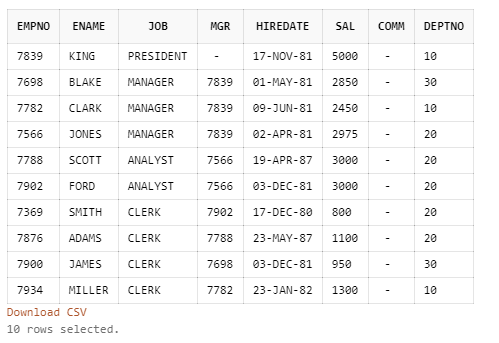 EMPNO ENAME JOB MGR HIREDATE SAL COMM DEPTNO
7839 KING PRESIDENT - 17-NOV-81 5000 - 10
7698 BLAKE MANAGER 7839 01-MAY-81 2850 - 30
7782 CLARK MANAGER 7839 09-JUN-81 2450 - 10
7566 JONES MANAGER 7839 02-APR-81 2975 - 20
7788 SCOTT ANALYST 7566 19-APR-87 3000 - 20
7902 FORD ANALYST 7566 03-DEC-81 3000 - 20
7369 SMITH CLERK 7902 17-DEC-80 800 - 20
7876 ADAMS CLERK 7788 23-MAY-87 1100 - 20
7900 JAMES CLERK 7698 03-DEC-81 950 - 30
7934 MILLER CLERK 7782 23-JAN-82 1300 - 10
Download CSV
10 rows selected.